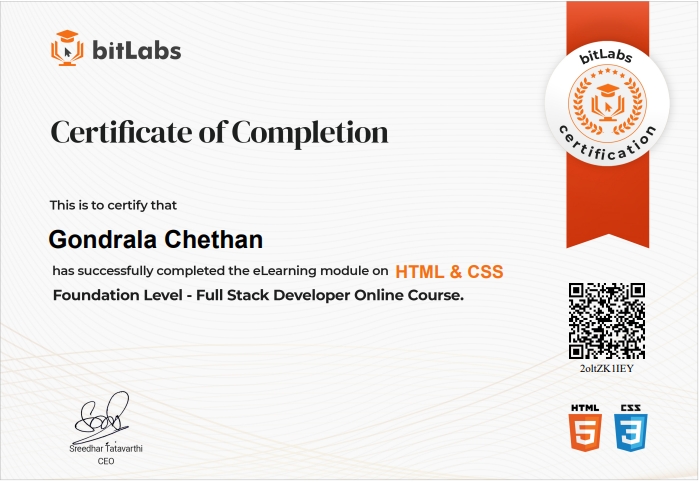 bitLabs
bitLabs
certification
Certificate of Completion
This is to certify that
Gondrala Chethan
has successfully completed the eLearning module on HTML & CSS
Foundation Level - Full Stack Developer Online Course.
2oltZK1IEY
HTML CSS
5 3
Sreedhar Tatavarthi
CEO